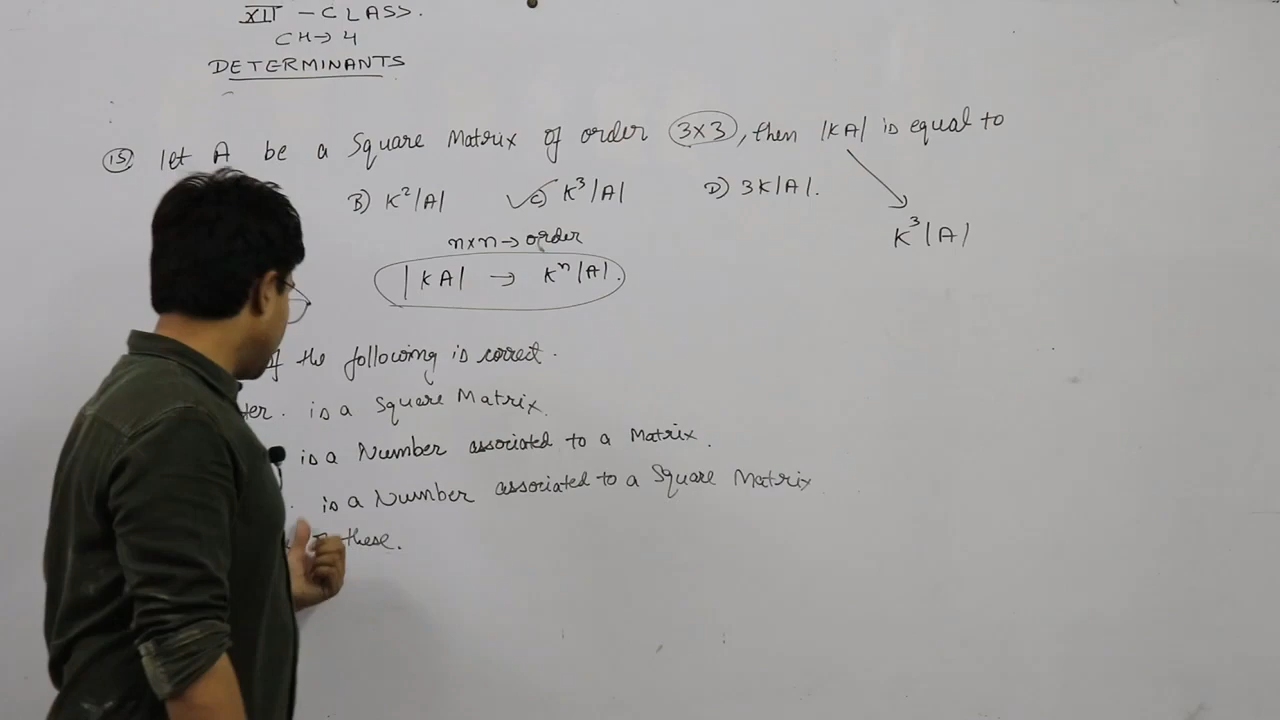 XII - CLASS.
CH→ 4
DETERMINANTS
(15) let A be a Square Matrix of order 3×3, then |KA| is equal to
B) K²|A| C) K³|A| D) 3K|A|.
K³|A|
n×n → order
|KA| → Kⁿ|A|.
of the following is correct.
is a Square Matrix.
is a Number associated to a Matrix.
is a Number associated to a Square Matrix
these.